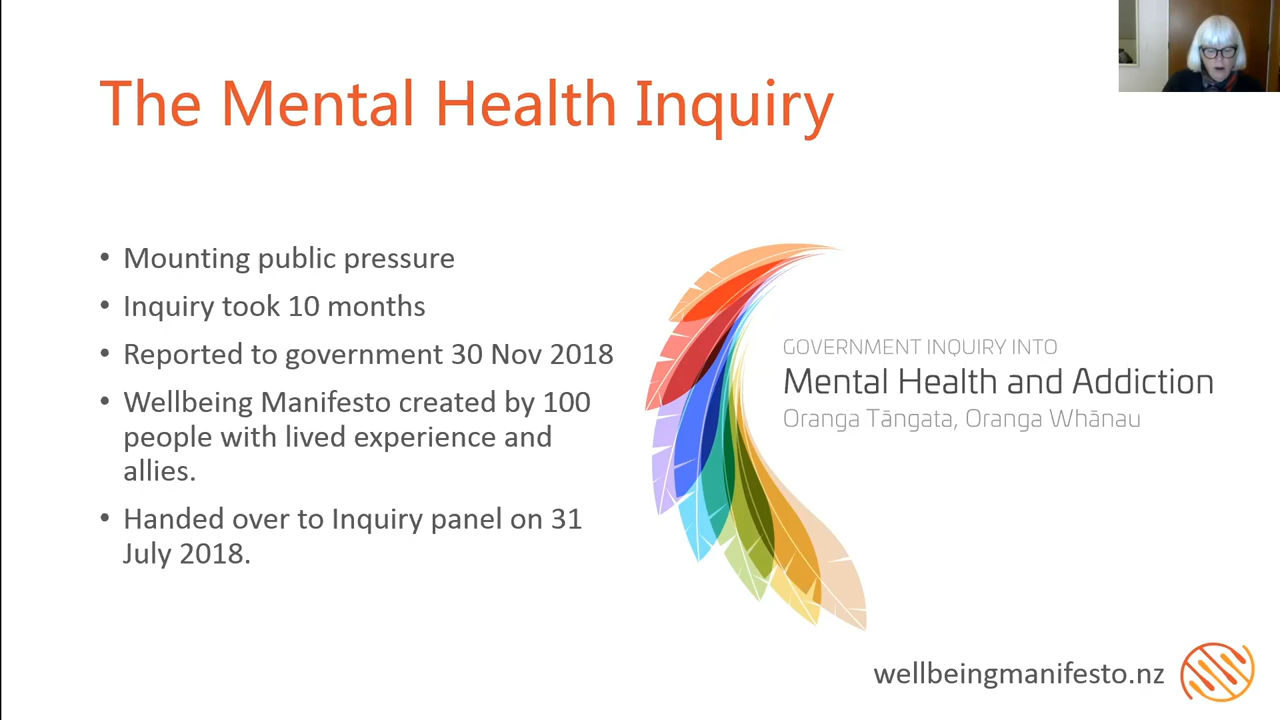 The Mental Health Inquiry
• Mounting public pressure
• Inquiry took 10 months
• Reported to government 30 Nov 2018
• Wellbeing Manifesto created by 100
people with lived experience and
allies.
• Handed over to Inquiry panel on 31
July 2018.
GOVERNMENT INQUIRY INTO
Mental Health and Addiction
Oranga Tāngata, Oranga Whānau
wellbeingmanifesto.nz